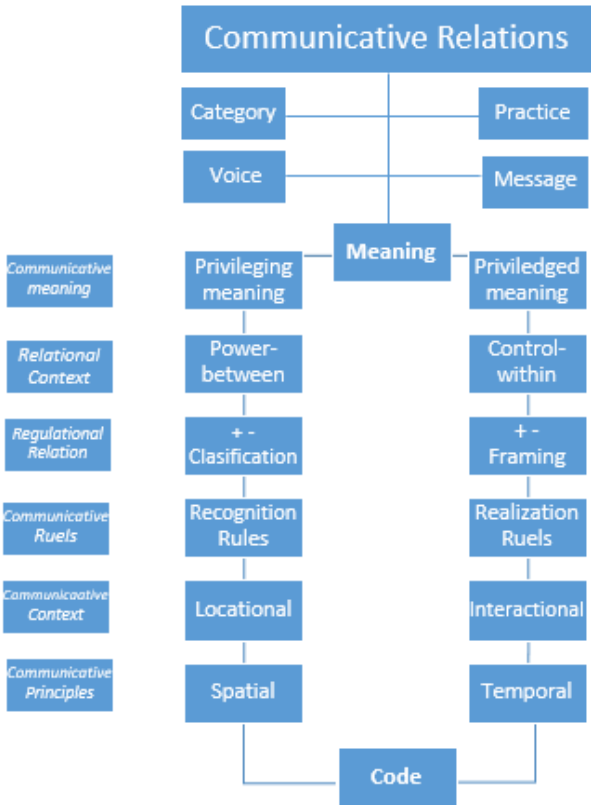 Communicative Relations
Category
Practice
Voice
Message
Meaning
Communicative
meaning
Privileging
meaning
Priviledged
meaning
Relational
Context
Power-
between
Control-
within
Regulational
Relation
+ -
Clasification
+ -
Framing
Communicative
Ruels
Recognition
Rules
Realization
Ruels
Communicaative
Context
Locational
Interactional
Communicative
Principles
Spatial
Temporal
Code